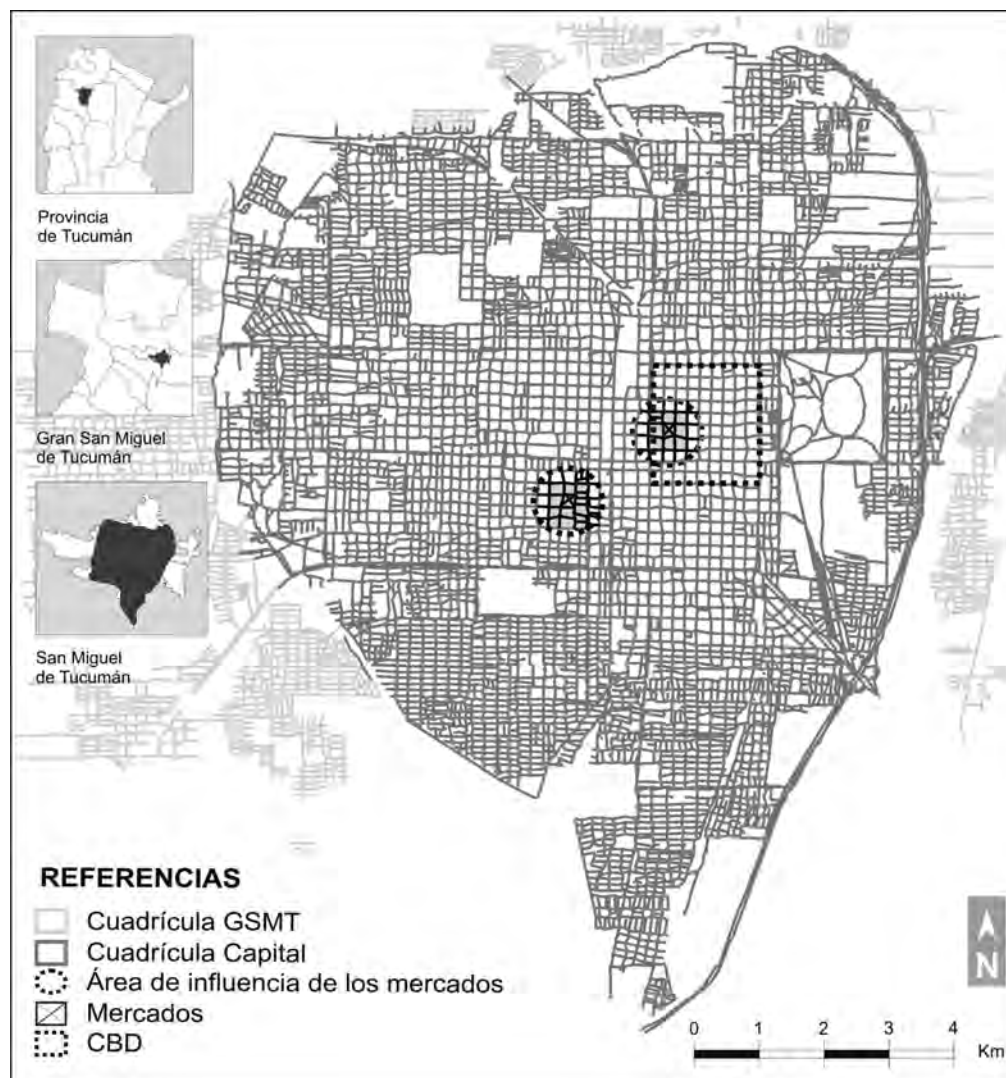 Provincia
de Tucumán
Gran San Miguel
de Tucumán
San Miguel
de Tucumán
REFERENCIAS
Cuadrícula GSMT
Cuadrícula Capital
Área de influencia de los mercados
Mercados
CBD
N
0 1 2 3 4
Km